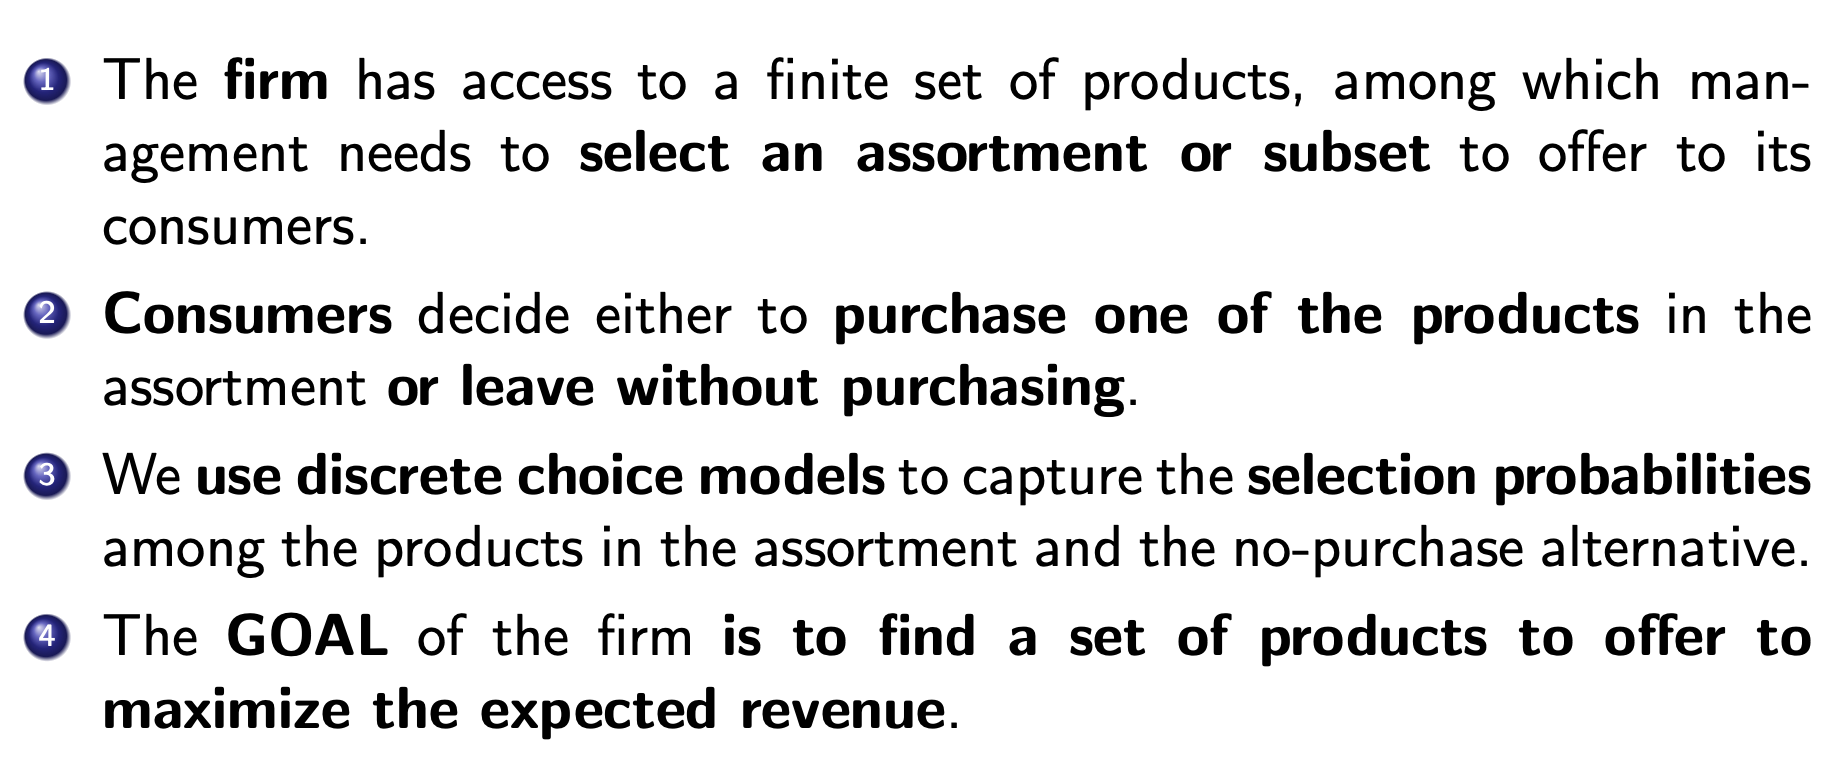 1 The firm has access to a finite set of products, among which man-
agement needs to select an assortment or subset to offer to its
consumers.
2 Consumers decide either to purchase one of the products in the
assortment or leave without purchasing.
3 We use discrete choice models to capture the selection probabilities
among the products in the assortment and the no-purchase alternative.
4 The GOAL of the firm is to find a set of products to offer to
maximize the expected revenue.